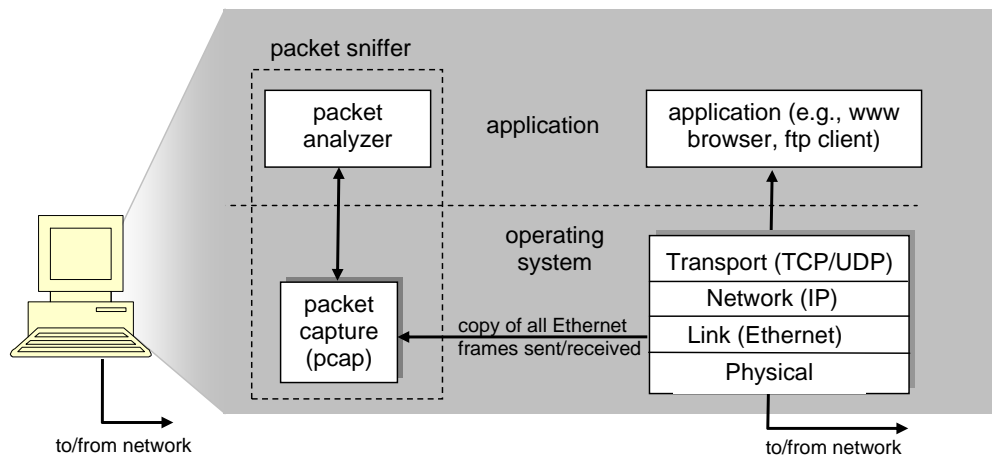 packet sniffer
packet
analyzer
application
application (e.g., www
browser, ftp client)
operating
system
packet
capture
(pcap)
copy of all Ethernet
frames sent/received
Transport (TCP/UDP)
Network (IP)
Link (Ethernet)
Physical
to/from network
to/from network